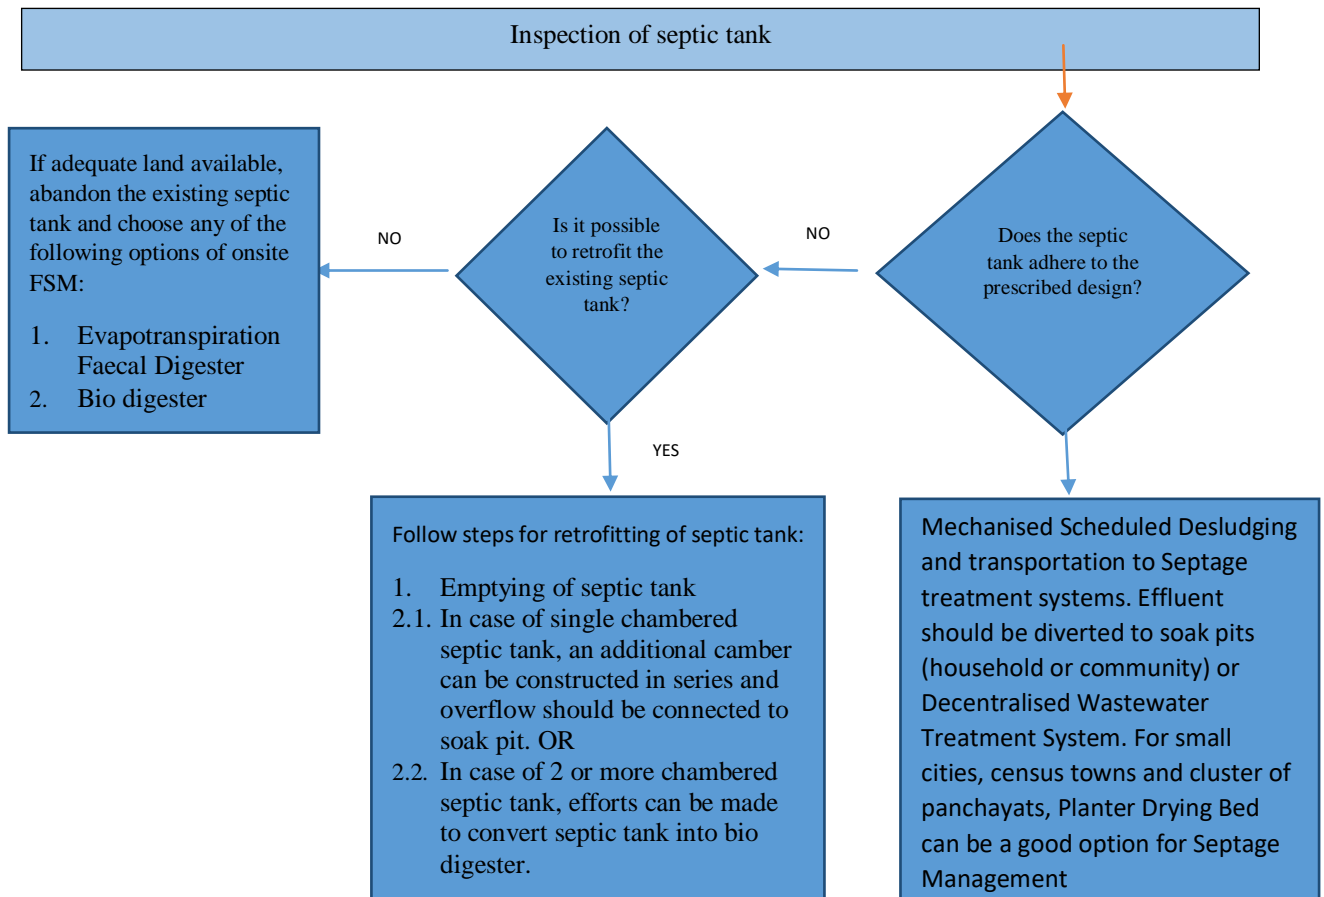 Inspection of septic tank
If adequate land available,
abandon the existing septic
tank and choose any of the
following options of onsite
FSM:
1. Evapotranspiration
Faecal Digester
2. Bio digester
NO
Is it possible
to retrofit the
existing septic
tank?
NO
Does the septic
tank adhere to the
prescribed design?
YES
Follow steps for retrofitting of septic tank:
1. Emptying of septic tank
2.1. In case of single chambered
septic tank, an additional camber
can be constructed in series and
overflow should be connected to
soak pit. OR
2.2. In case of 2 or more chambered
septic tank, efforts can be made
to convert septic tank into bio
digester.
Mechanised Scheduled Desludging
and transportation to Septage
treatment systems. Effluent
should be diverted to soak pits
(household or community) or
Decentralised Wastewater
Treatment System. For small
cities, census towns and cluster of
panchayats, Planter Drying Bed
can be a good option for Septage
Management